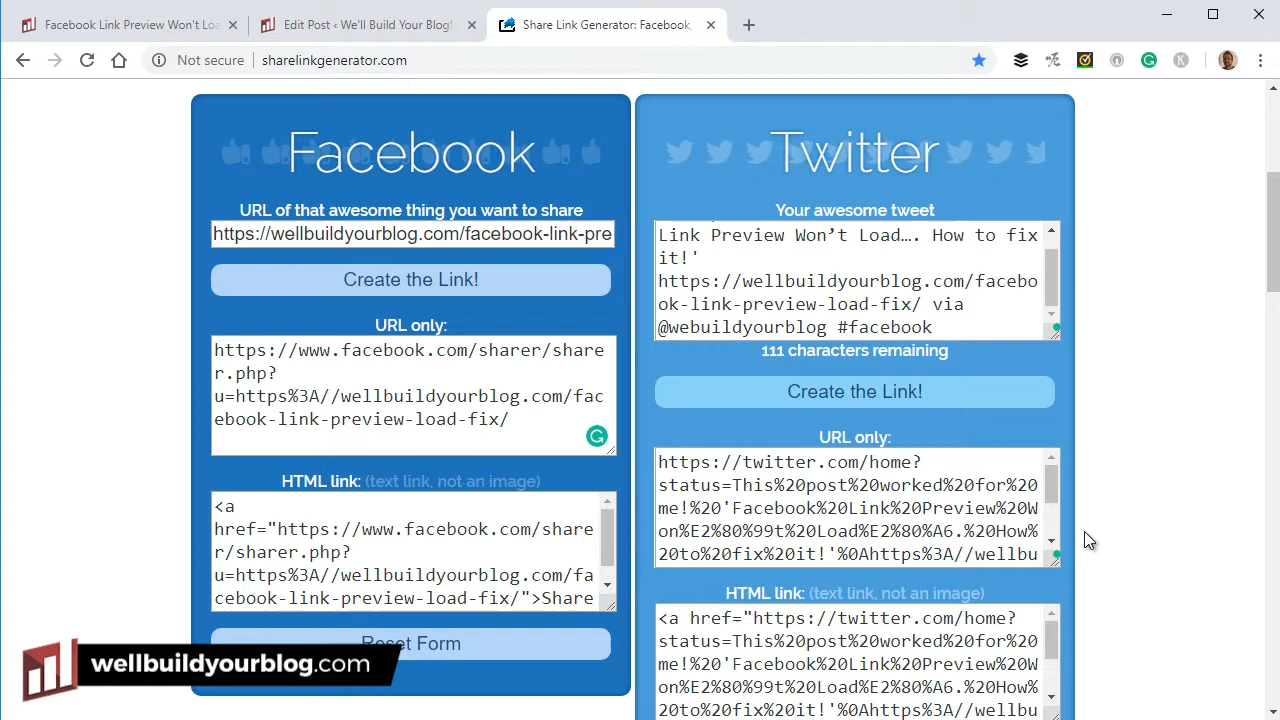 Facebook Link Preview Won't Loa
Edit Post ‹ We'll Build Your Blog!
Share Link Generator: Facebook,
Not secure
sharelinkgenerator.com
Facebook
URL of that awesome thing you want to share
https://wellbuildyourblog.com/facebook-link-pre
Create the Link!
URL only:
https://www.facebook.com/sharer/share
r.php?
u=https%3A//wellbuildyourblog.com/fac
ebook-link-preview-load-fix/
HTML link: (text link, not an image)
<a
href="https://www.facebook.com/share
r/sharer.php?
u=https%3A//wellbuildyourblog.com/fa
cebook-link-preview-load-fix/">Share
Reset Form
Twitter
Your awesome tweet
Link Preview Won’t Load…. How to fix
it!'
https://wellbuildyourblog.com/facebo
ok-link-preview-load-fix/ via
@webuildyourblog #facebook
111 characters remaining
Create the Link!
URL only:
https://twitter.com/home?
status=This%20post%20worked%20for%20
me!%20'Facebook%20Link%20Preview%20W
on%E2%80%99t%20Load%E2%80%A6.%20How%
20to%20fix%20it!'%0Ahttps%3A//wellbu
HTML link: (text link, not an image)
<a href="https://twitter.com/home?
status=This%20post%20worked%20for%20
me!%20'Facebook%20Link%20Preview%20W
on%E2%80%99t%20Load%E2%80%A6.%20How%
20to%20fix%20it!'%0Ahttps%3A//wellbu
wellbuildyourblog.com